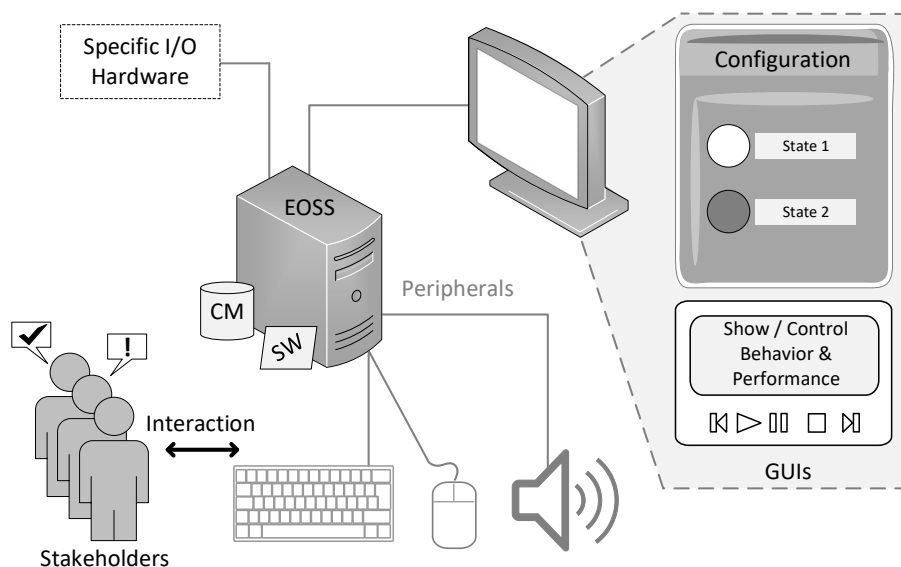 Specific I/O
Hardware
Configuration
State 1
State 2
EOSS
CM
SW
Peripherals
!
Show / Control
Behavior &
Performance
Interaction
GUIs
Stakeholders